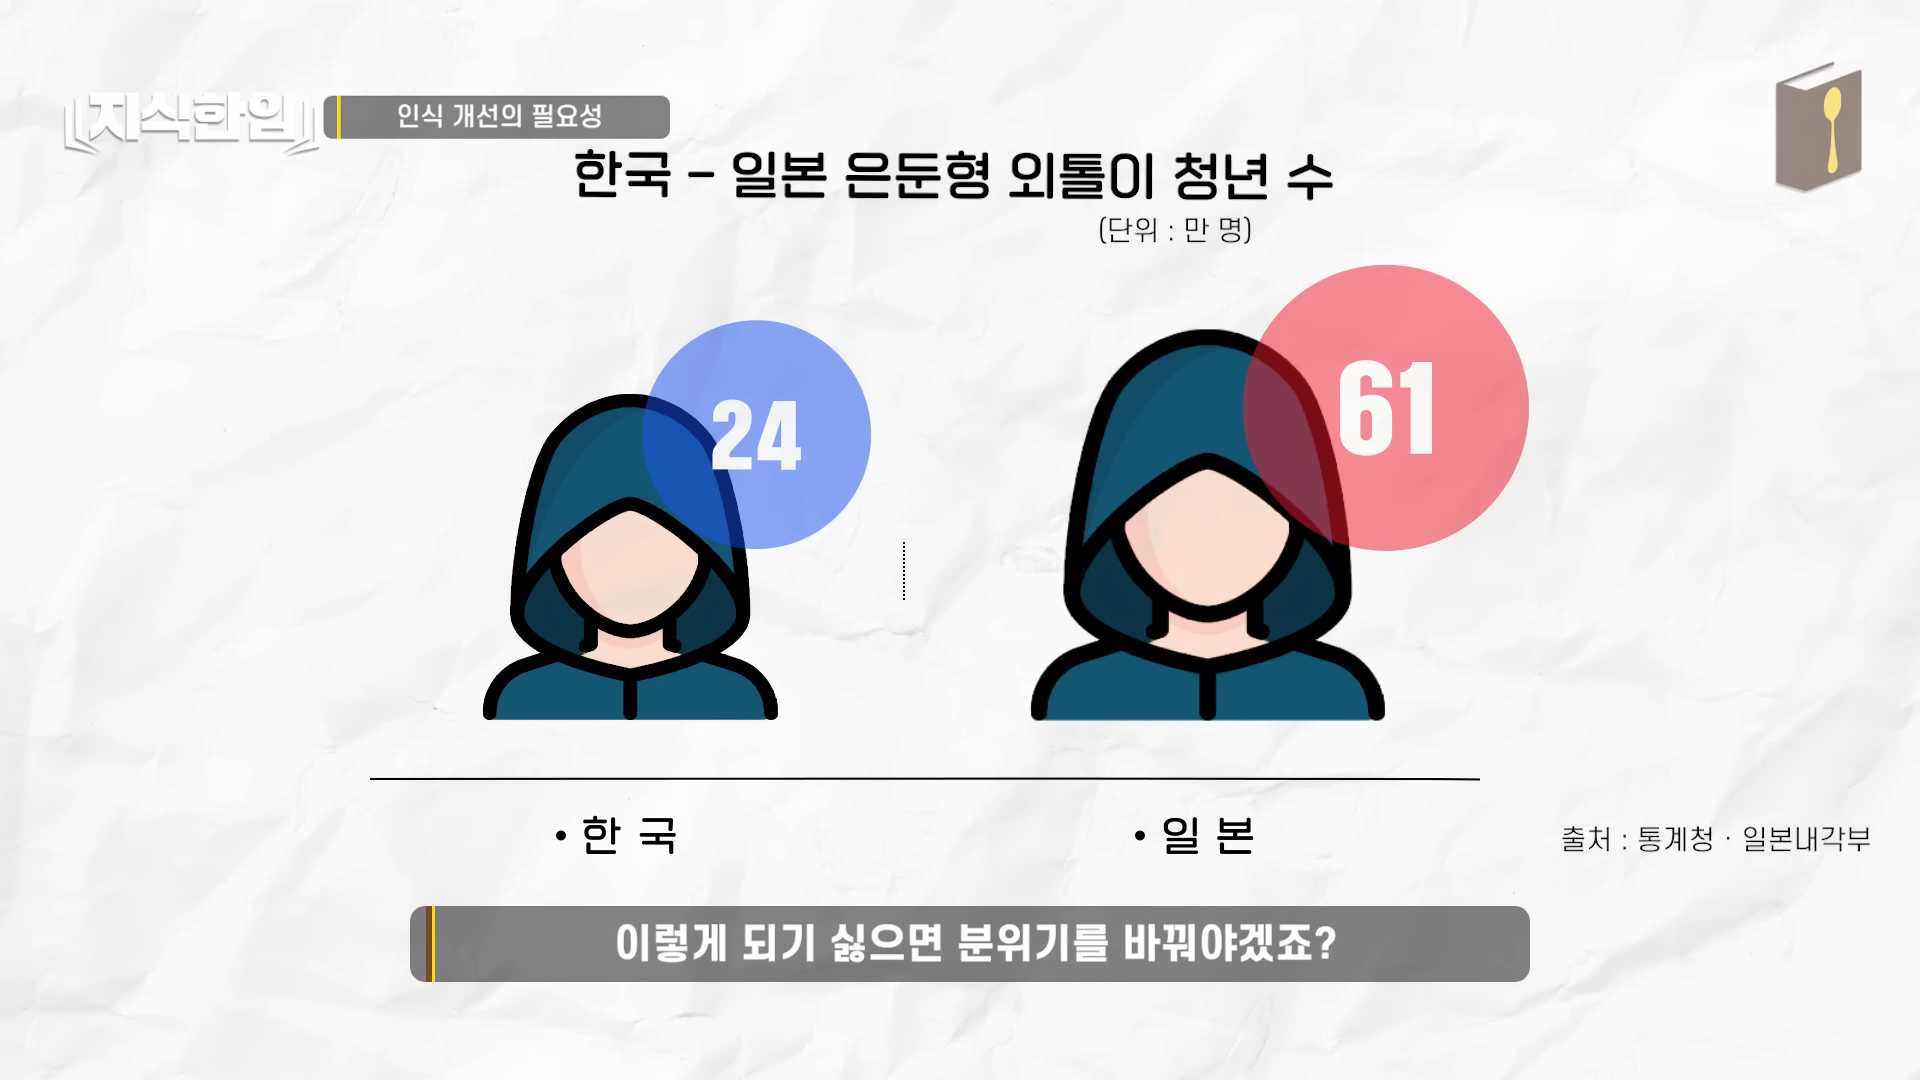 지식한입
인식 개선의 필요성
한국 – 일본 은둔형 외톨이 청년 수
(단위 : 만 명)
24
61
• 한 국
• 일 본
출처 : 통계청 · 일본내각부
이렇게 되기 싫으면 분위기를 바꿔야겠죠?